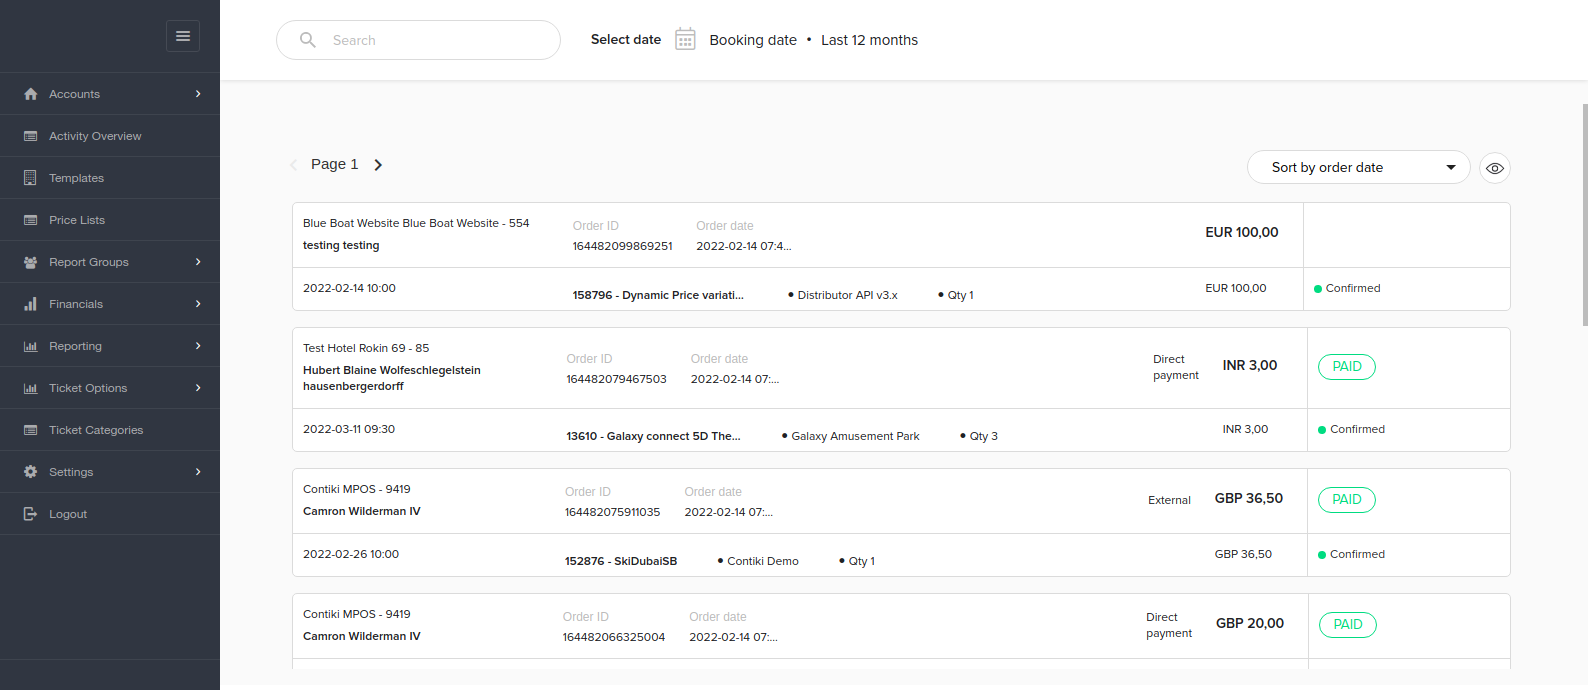 Search
Select date
Booking date • Last 12 months
Accounts
Activity Overview
Templates
Price Lists
Report Groups
Financials
Reporting
Ticket Options
Ticket Categories
Settings
Logout
Page 1
Sort by order date
Blue Boat Website Blue Boat Website - 554
testing testing
Order ID
164482099869251
Order date
2022-02-14 07:4...
EUR 100,00
2022-02-14 10:00
158796 - Dynamic Price variati...
• Distributor API v3.x
• Qty 1
EUR 100,00
Confirmed
Test Hotel Rokin 69 - 85
Hubert Blaine Wolfeschlegelstein
hausenbergerdorff
Order ID
164482079467503
Order date
2022-02-14 07:...
Direct
payment
INR 3,00
PAID
2022-03-11 09:30
13610 - Galaxy connect 5D The...
• Galaxy Amusement Park
• Qty 3
INR 3,00
Confirmed
Contiki MPOS - 9419
Camron Wilderman IV
Order ID
164482075911035
Order date
2022-02-14 07:...
External
GBP 36,50
PAID
2022-02-26 10:00
152876 - SkiDubaiSB
• Contiki Demo
• Qty 1
GBP 36,50
Confirmed
Contiki MPOS - 9419
Camron Wilderman IV
Order ID
164482066325004
Order date
2022-02-14 07:...
Direct
payment
GBP 20,00
PAID